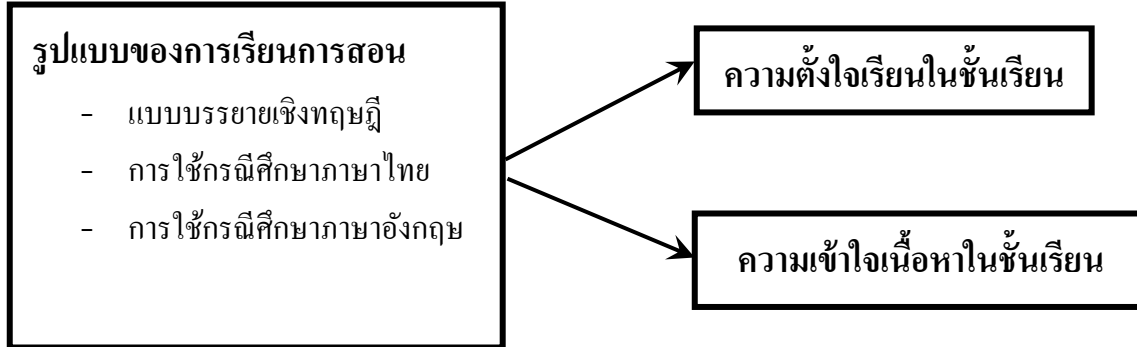 รูปแบบของการเรียนการสอน
- แบบบรรยายเชิงทฤษฎี
- การใช้กรณีศึกษาภาษาไทย
- การใช้กรณีศึกษาภาษาอังกฤษ
ความตั้งใจเรียนในชั้นเรียน
ความเข้าใจเนื้อหาในชั้นเรียน